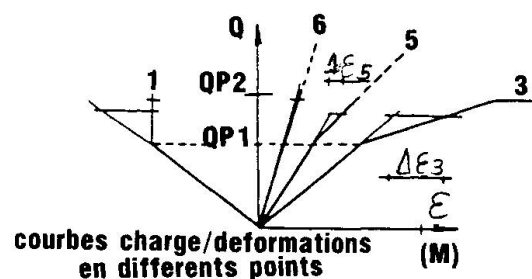 Q
6
5
Δε5
1
QP2
3
QP1
Δε3
ε
(M)
courbes charge/deformations
en differents points